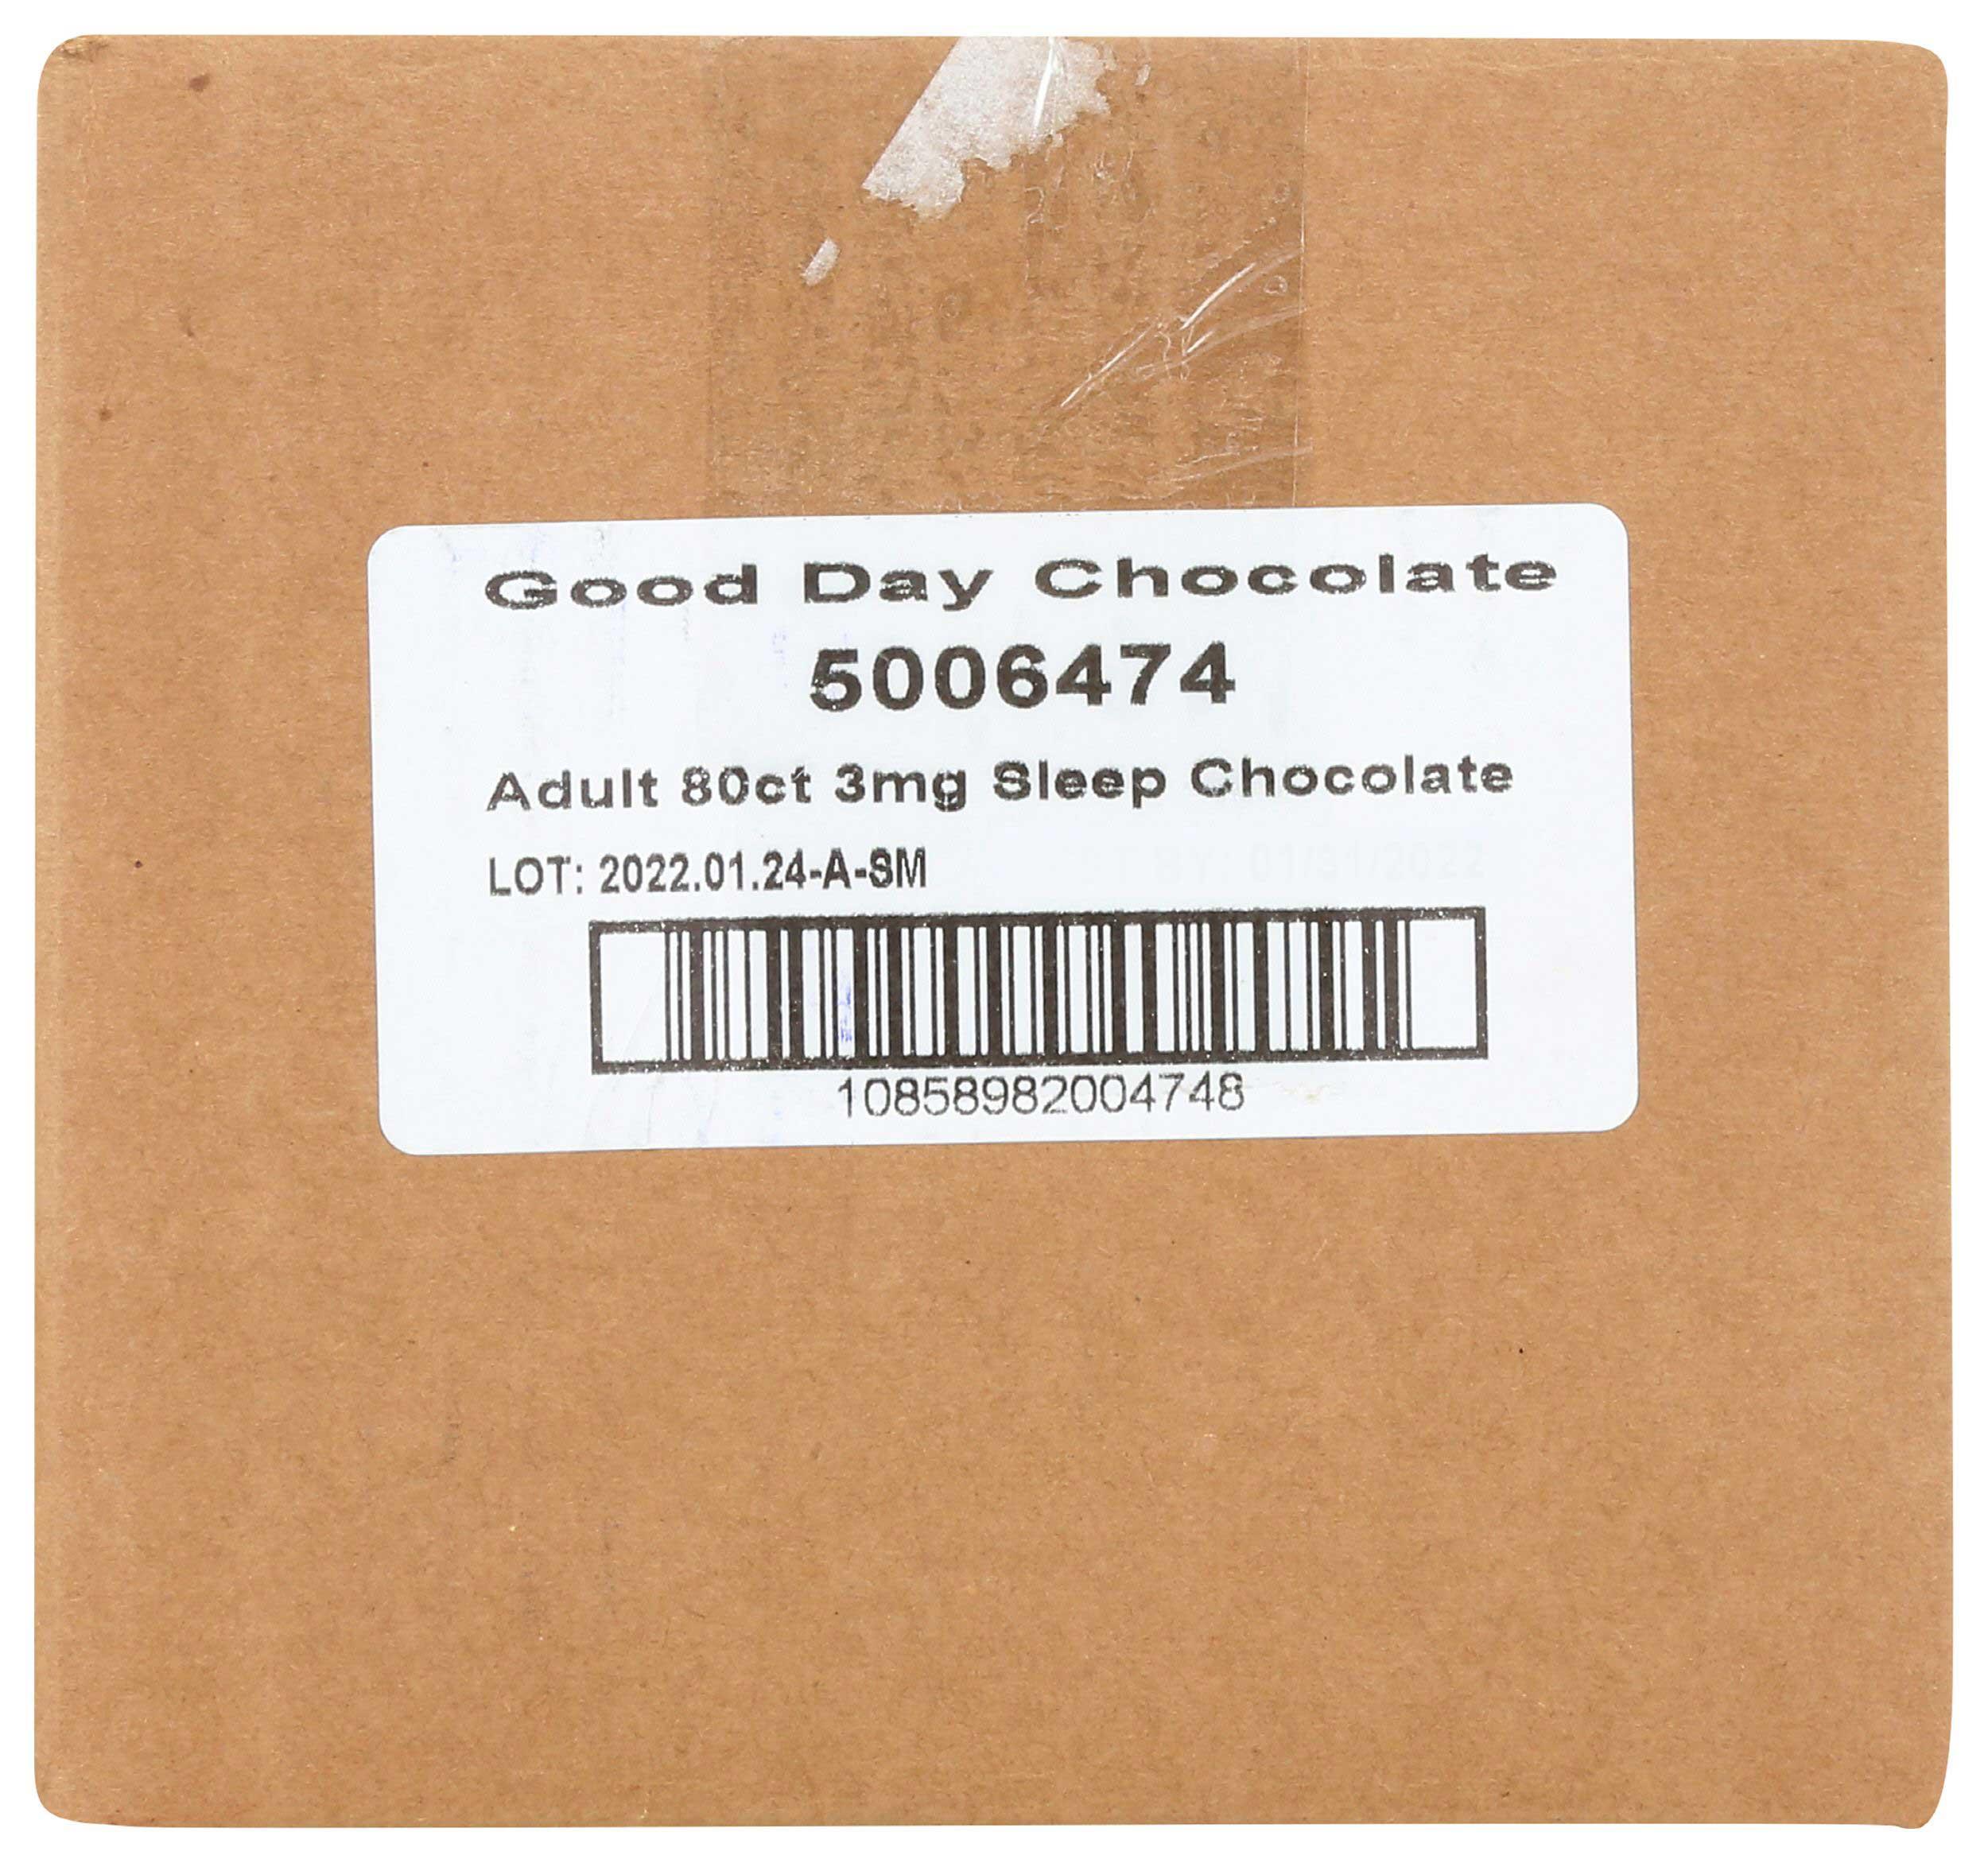 Good Day Chocolate
5006474
Adult 80ct 3mg Sleep Chocolate
LOT: 2022.01.24-A-SM
10858982004748